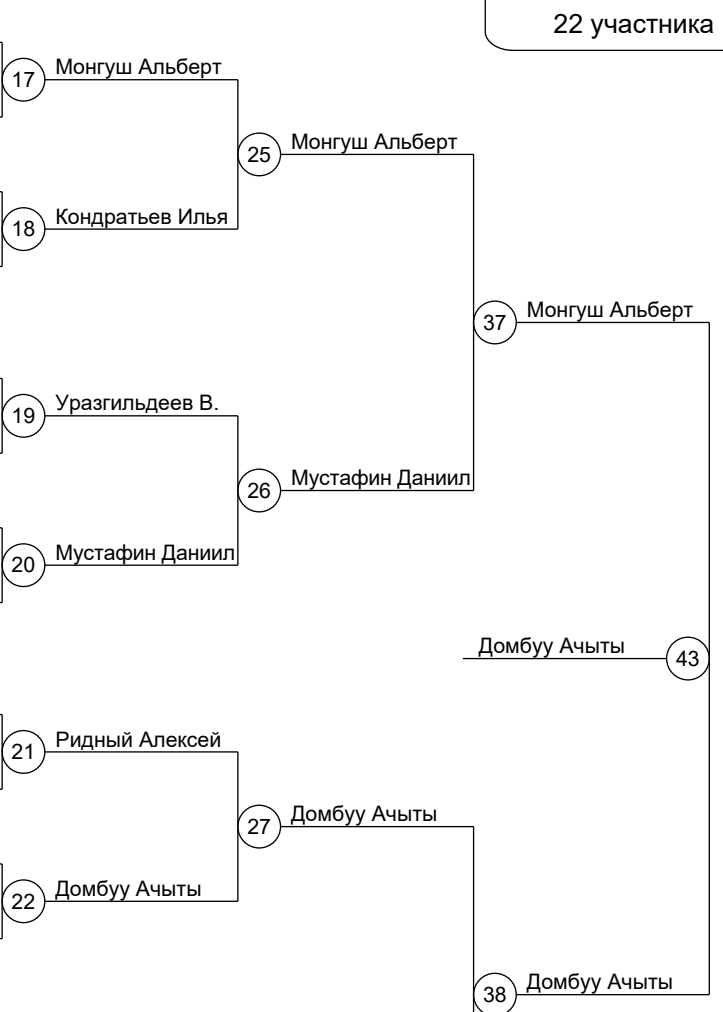 22 участника
17 Монгуш Альберт
25 Монгуш Альберт
18 Кондратьев Илья
37 Монгуш Альберт
19 Уразгильдеев В.
26 Мустафин Даниил
20 Мустафин Даниил
Домбуу Ачыты 43
21 Ридный Алексей
27 Домбуу Ачыты
22 Домбуу Ачыты
38 Домбуу Ачыты